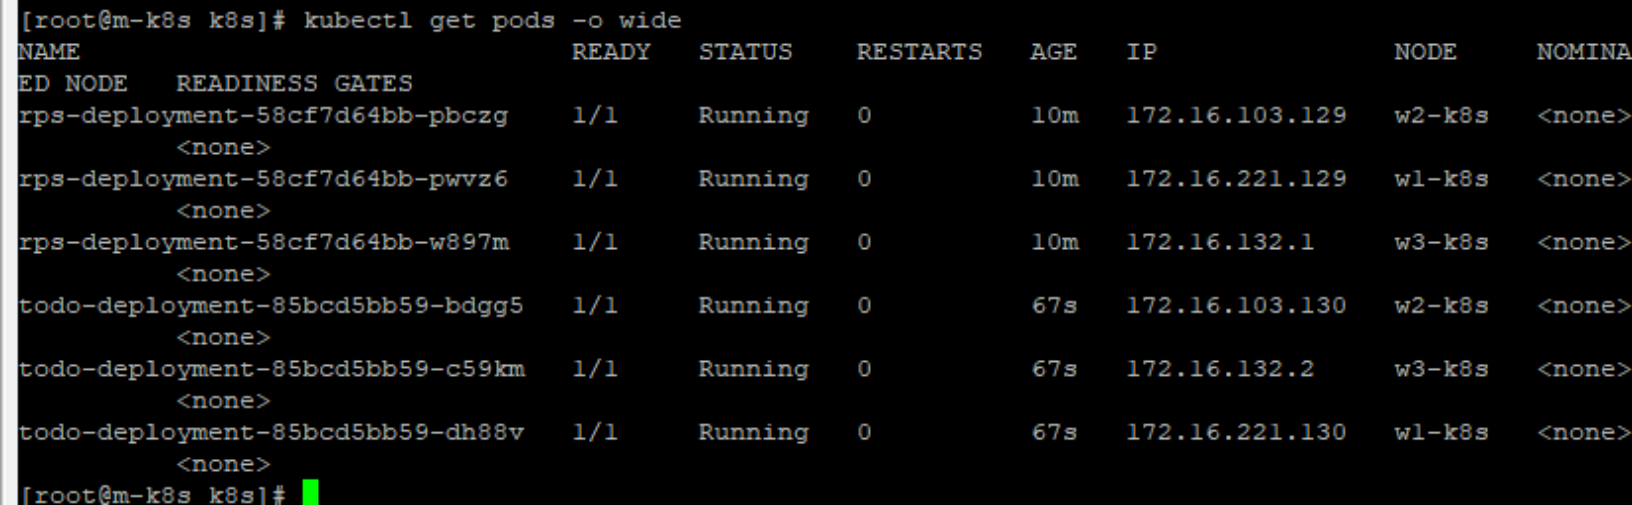 [root@m-k8s k8s]# kubectl get pods -o wide
NAME READY STATUS RESTARTS AGE IP NODE NOMINA
ED NODE READINESS GATES
rps-deployment-58cf7d64bb-pbczg 1/1 Running 0 10m 172.16.103.129 w2-k8s <none>
<none>
rps-deployment-58cf7d64bb-pwvz6 1/1 Running 0 10m 172.16.221.129 w1-k8s <none>
<none>
rps-deployment-58cf7d64bb-w897m 1/1 Running 0 10m 172.16.132.1 w3-k8s <none>
<none>
todo-deployment-85bcd5bb59-bdgg5 1/1 Running 0 67s 172.16.103.130 w2-k8s <none>
<none>
todo-deployment-85bcd5bb59-c59km 1/1 Running 0 67s 172.16.132.2 w3-k8s <none>
<none>
todo-deployment-85bcd5bb59-dh88v 1/1 Running 0 67s 172.16.221.130 w1-k8s <none>
<none>
[root@m-k8s k8s]#